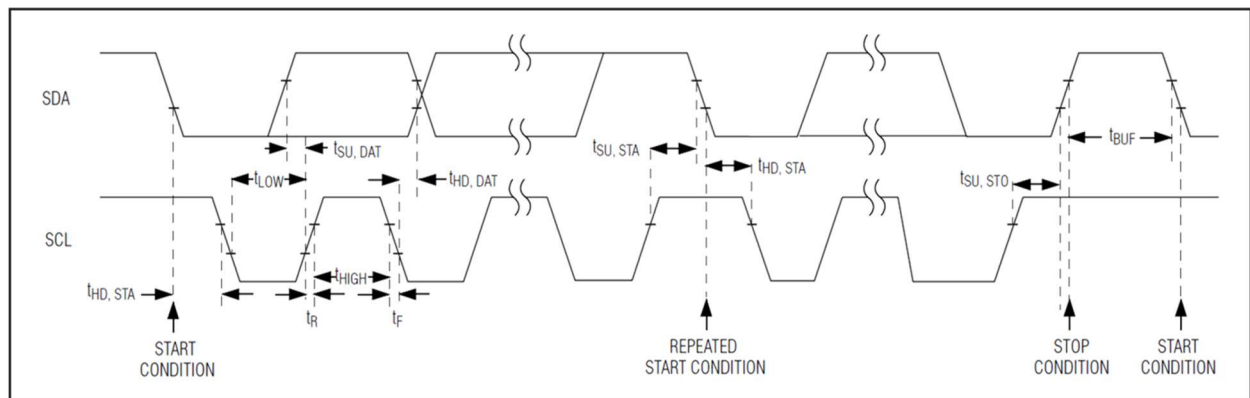 SDA
tSU, DAT
tLOW
tHD, DAT
tSU, STA
tHD, STA
tBUF
tSU, STO
SCL
tHIGH
tHD, STA
tR
tF
START
CONDITION
REPEATED
START CONDITION
STOP
CONDITION
START
CONDITION